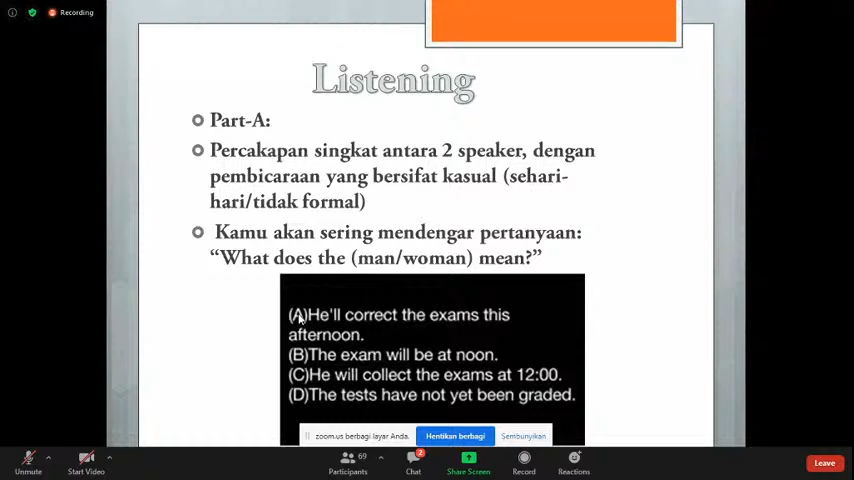 Recording
Listening
Part-A:
Percakapan singkat antara 2 speaker, dengan
pembicaraan yang bersifat kasual (sehari-
hari/tidak formal)
Kamu akan sering mendengar pertanyaan:
“What does the (man/woman) mean?”
(A)He'll correct the exams this
afternoon.
(B)The exam will be at noon.
(C)He will collect the exams at 12:00.
(D)The tests have not yet been graded.
zoom.us berbagi layar Anda. Hentikan berbagi Sembunyikan
69 2
Unmute Start Video Participants Chat Share Screen Record Reactions Leave